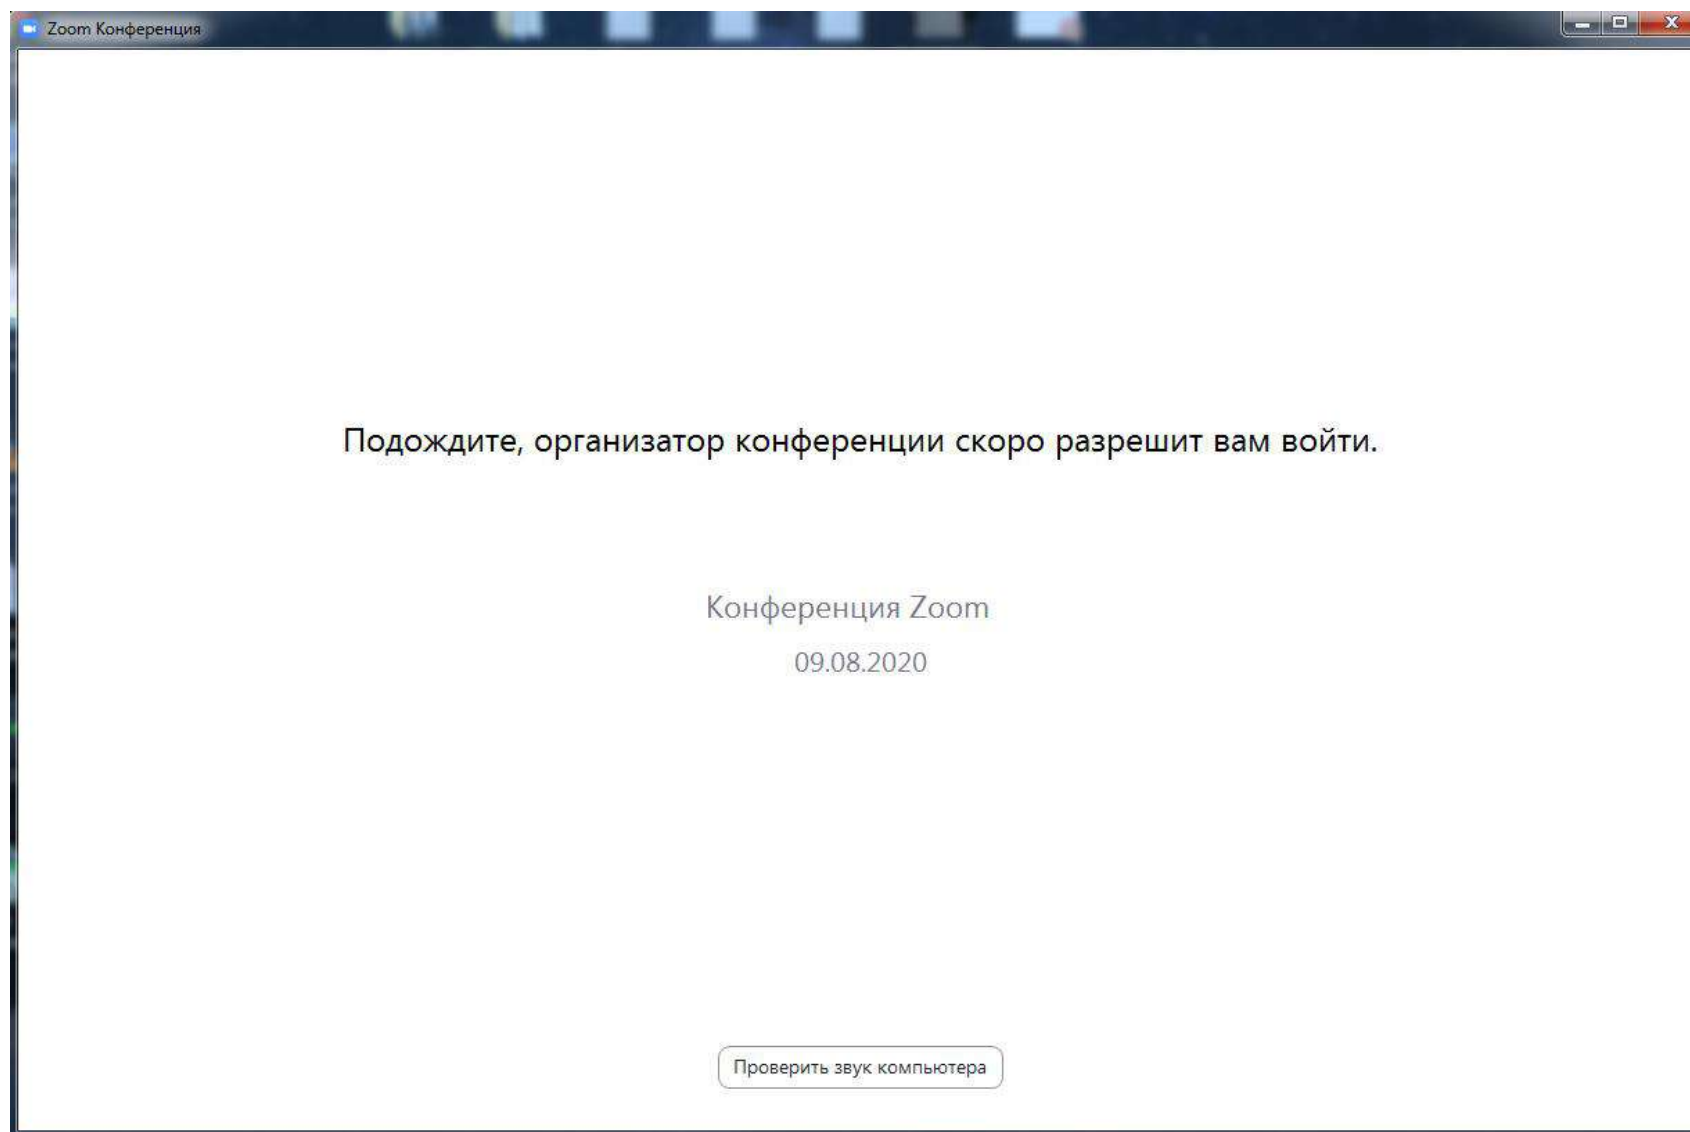 Zoom Конференция
Подождите, организатор конференции скоро разрешит вам войти.
Конференция Zoom
09.08.2020
Проверить звук компьютера